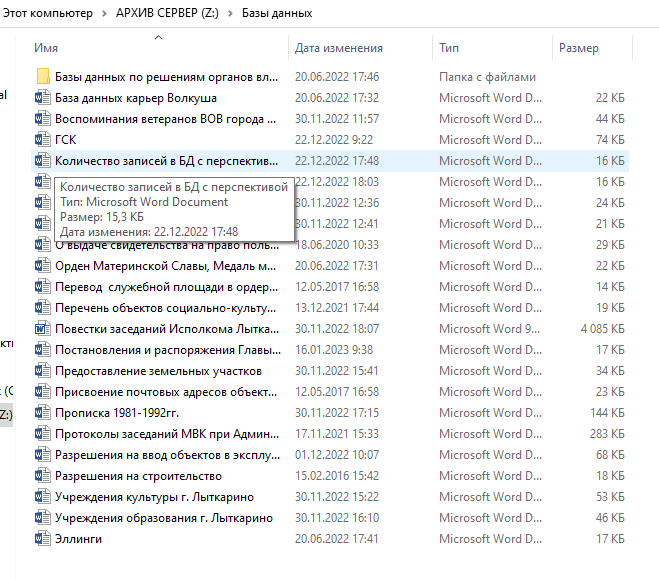 Этот компьютер > АРХИВ СЕРВЕР (Z:) > Базы данных
Имя Дата изменения Тип Размер
Базы данных по решениям органов вл... 20.06.2022 17:46 Папка с файлами
al База данных карьер Волкуша 20.06.2022 17:32 Microsoft Word D... 22 КБ
Воспоминания ветеранов ВОВ города ... 30.11.2022 11:57 Microsoft Word D... 44 КБ
ГСК 22.12.2022 9:22 Microsoft Word D... 74 КБ
Количество записей в БД с перспектив... 22.12.2022 17:48 Microsoft Word D... 16 КБ
22.12.2022 18:03 Microsoft Word D... 16 КБ
Количество записей в БД с перспективой
Тип: Microsoft Word Document
30.11.2022 12:36 Microsoft Word D... 24 КБ
Размер: 15,3 КБ
30.11.2022 12:41 Microsoft Word D... 21 КБ
Дата изменения: 22.12.2022 17:48
О выдаче свидетельства на право поль... 18.06.2020 10:33 Microsoft Word D... 29 КБ
Орден Материнской Славы, Медаль м... 20.06.2022 17:31 Microsoft Word D... 22 КБ
Перевод служебной площади в ордер... 12.05.2017 16:58 Microsoft Word D... 14 КБ
Перечень объектов социально-культу... 13.12.2021 17:44 Microsoft Word D... 19 КБ
Повестки заседаний Исполкома Лытка... 30.11.2022 18:07 Microsoft Word 9... 4 085 КБ
Постановления и распоряжения Главы... 16.01.2023 9:38 Microsoft Word D... 17 КБ
Предоставление земельных участков 30.11.2022 15:41 Microsoft Word D... 34 КБ
Присвоение почтовых адресов объект... 12.05.2017 16:58 Microsoft Word D... 23 КБ
Z:) Прописка 1981-1992гг. 30.11.2022 17:15 Microsoft Word D... 144 КБ
Протоколы заседаний МВК при Админ... 17.11.2021 15:33 Microsoft Word D... 283 КБ
Разрешения на ввод объектов в эксплу... 01.12.2022 10:07 Microsoft Word D... 68 КБ
Разрешения на строительство 15.02.2016 15:42 Microsoft Word D... 18 КБ
Учреждения культуры г. Лыткарино 30.11.2022 15:22 Microsoft Word D... 53 КБ
Учреждения образования г. Лыткарино 30.11.2022 16:10 Microsoft Word D... 46 КБ
Эллинги 20.06.2022 17:41 Microsoft Word D... 27 КБ